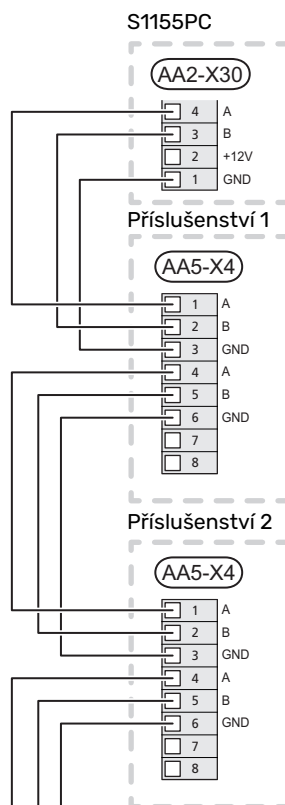 S1155PC
AA2-X30
4 A
3 B
2 +12V
1 GND
Příslušenství 1
AA5-X4
1 A
2 B
3 GND
4 A
5 B
6 GND
7
8
Příslušenství 2
AA5-X4
1 A
2 B
3 GND
4 A
5 B
6 GND
7
8